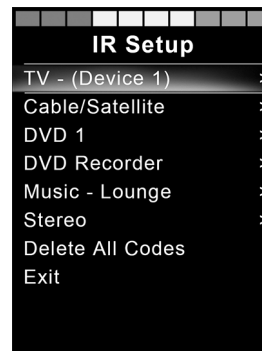 IR Setup
TV - (Device 1) >
Cable/Satellite >
DVD 1 >
DVD Recorder >
Music - Lounge >
Stereo >
Delete All Codes
Exit